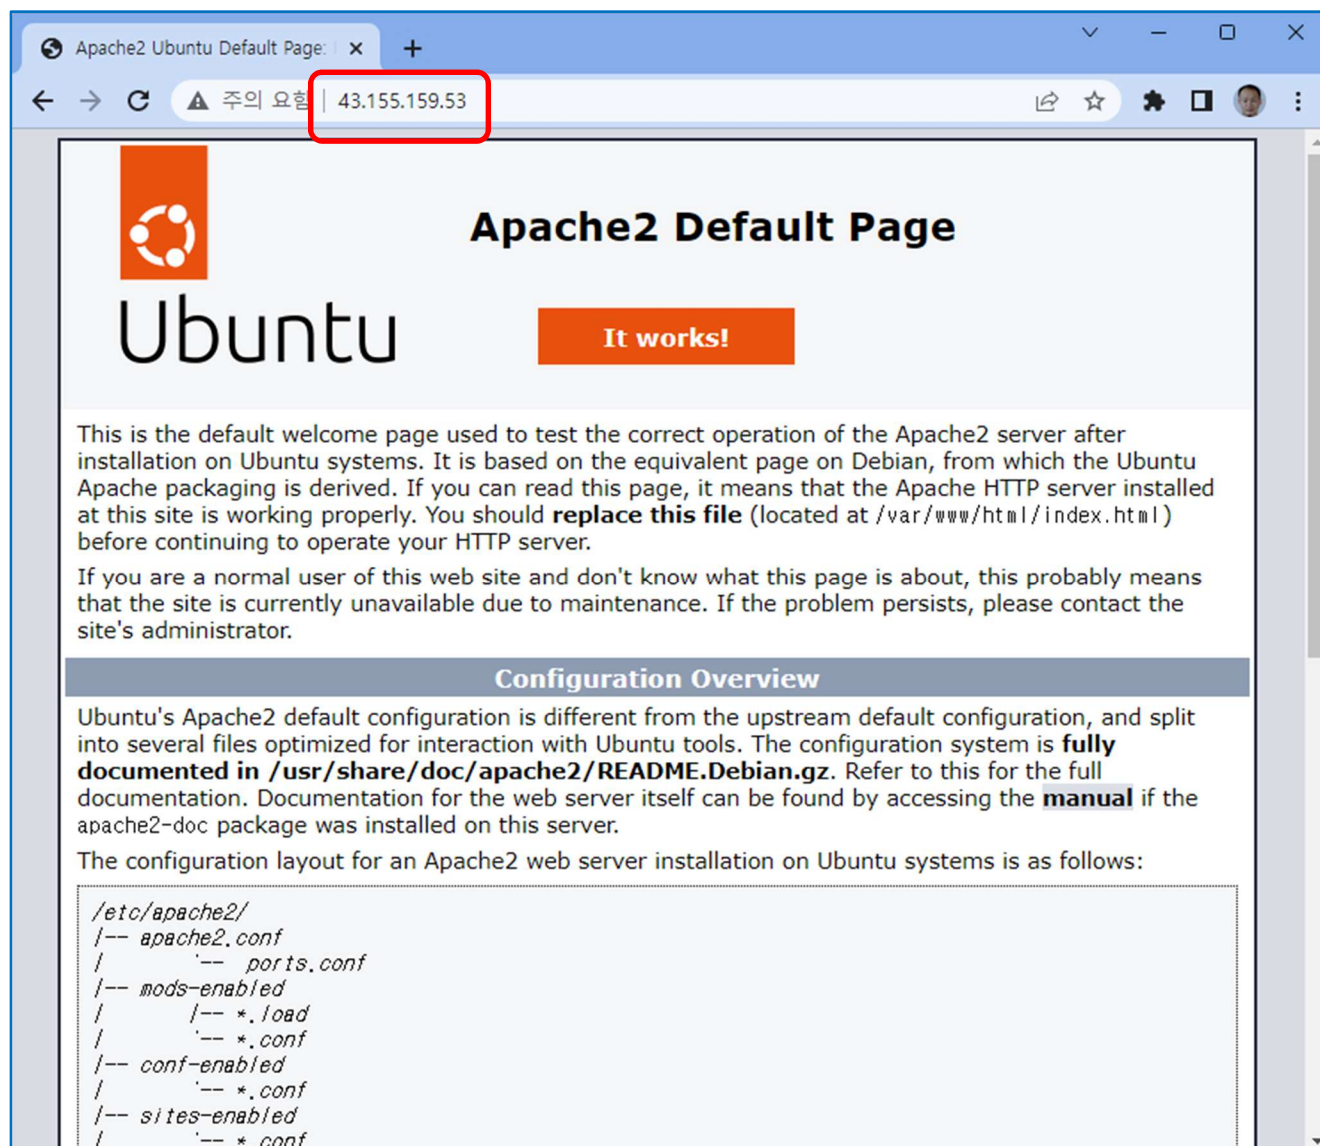 Apache2 Ubuntu Default Page:
주의 요함 | 43.155.159.53
Apache2 Default Page
Ubuntu
It works!
This is the default welcome page used to test the correct operation of the Apache2 server after
installation on Ubuntu systems. It is based on the equivalent page on Debian, from which the Ubuntu
Apache packaging is derived. If you can read this page, it means that the Apache HTTP server installed
at this site is working properly. You should replace this file (located at /var/www/html/index.html)
before continuing to operate your HTTP server.
If you are a normal user of this web site and don't know what this page is about, this probably means
that the site is currently unavailable due to maintenance. If the problem persists, please contact the
site's administrator.
Configuration Overview
Ubuntu's Apache2 default configuration is different from the upstream default configuration, and split
into several files optimized for interaction with Ubuntu tools. The configuration system is fully
documented in /usr/share/doc/apache2/README.Debian.gz. Refer to this for the full
documentation. Documentation for the web server itself can be found by accessing the manual if the
apache2-doc package was installed on this server.
The configuration layout for an Apache2 web server installation on Ubuntu systems is as follows:
/etc/apache2/
|-- apache2.conf
|       `--  ports.conf
|-- mods-enabled
|       |-- *.load
|       `-- *.conf
|-- conf-enabled
|       `-- *.conf
|-- sites-enabled
|       `-- *.conf